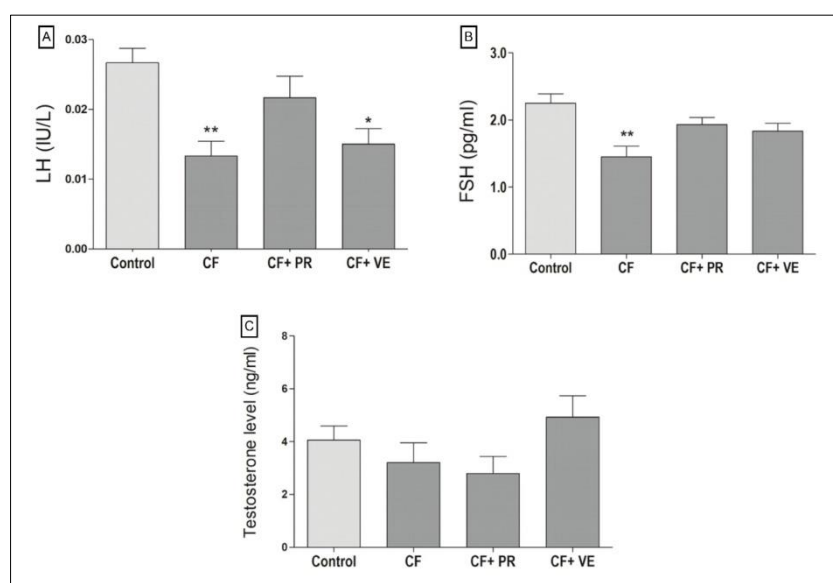 A
LH (IU/L)
0.03
0.02
0.01
0.00
**
*
Control CF CF+ PR CF+ VE
B
FSH (pg/ml)
3.0
2.0
1.0
0.0
**
Control CF CF+ PR CF+ VE
C
Testosterone level (ng/ml)
8
6
4
2
0
Control CF CF+ PR CF+ VE